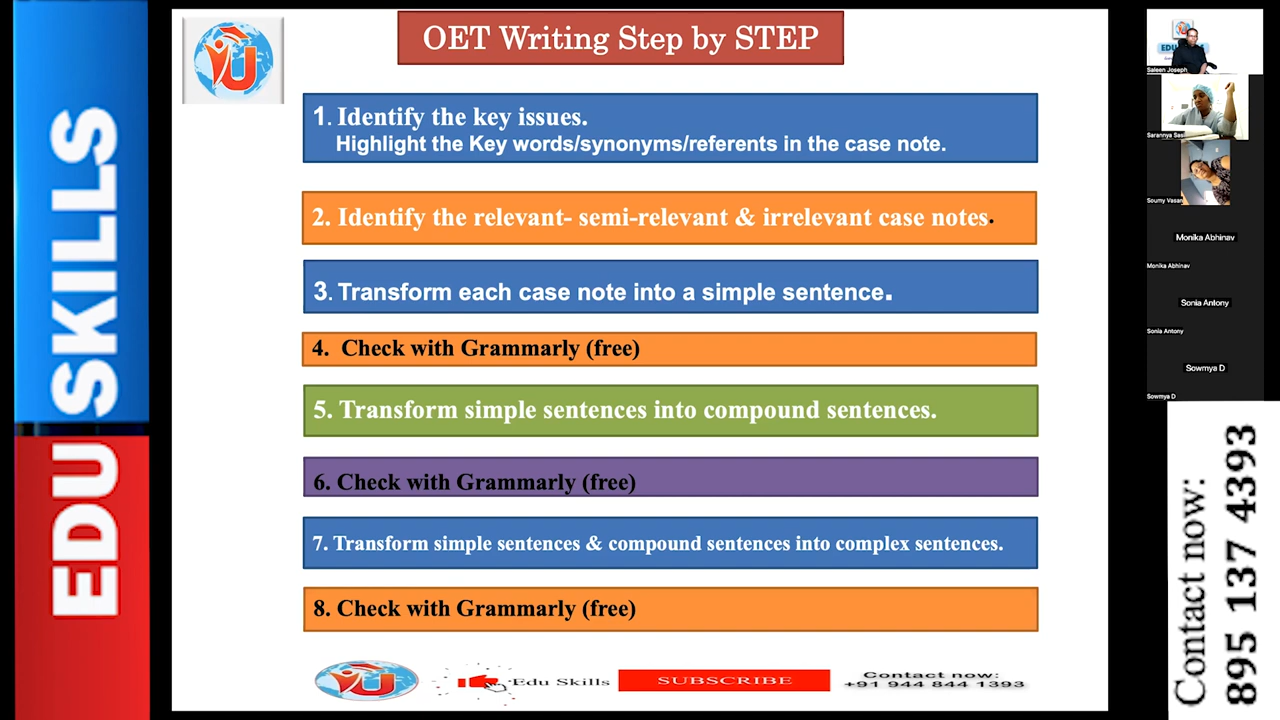 EDU SKILLS
OET Writing Step by STEP
1. Identify the key issues.
Highlight the Key words/synonyms/referents in the case note.
2. Identify the relevant- semi-relevant & irrelevant case notes.
3. Transform each case note into a simple sentence.
4. Check with Grammarly (free)
5. Transform simple sentences into compound sentences.
6. Check with Grammarly (free)
7. Transform simple sentences & compound sentences into complex sentences.
8. Check with Grammarly (free)
Edu Skills
SUBSCRIBE
Contact now:
+91 944 844 1393
EDU
Saleen Joseph
Sarannya Sas
Soumy Vasan
Monika Abhinav
Monika Abhinav
Sonia Antony
Sonia Antony
Sowmya D
Sowmya D
Contact now:
895 137 4393